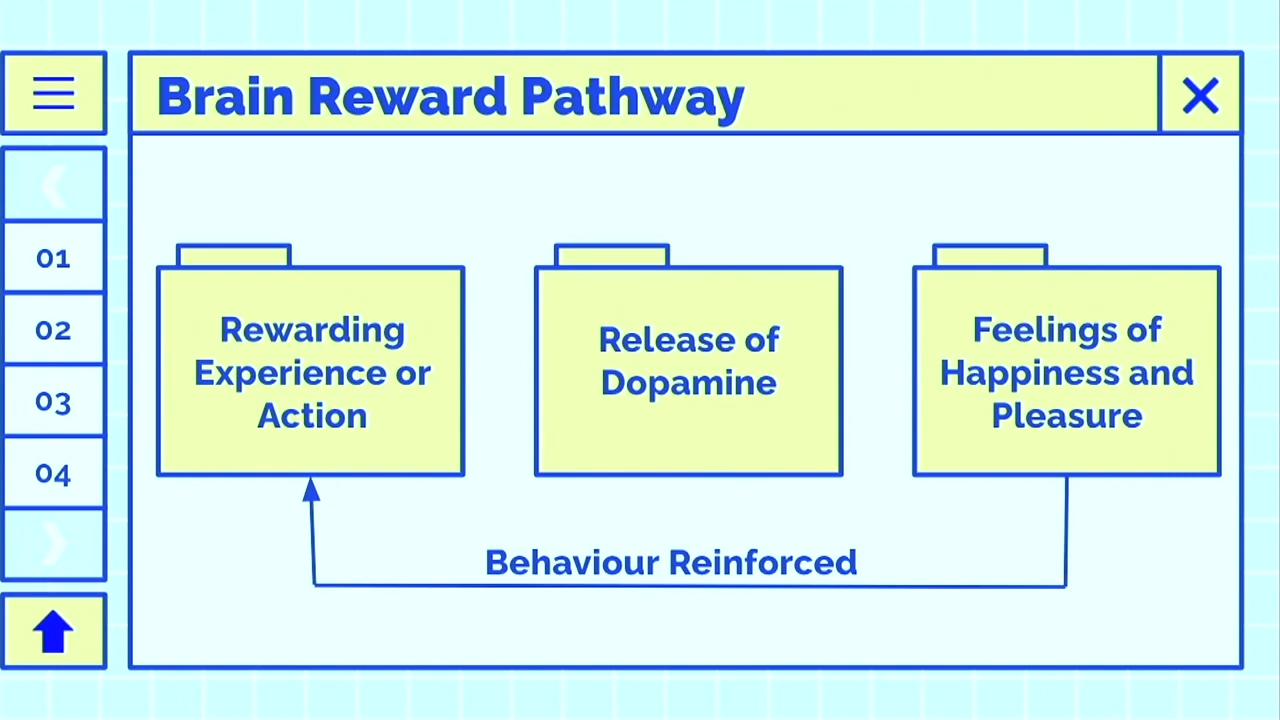 Brain Reward Pathway
01
02
03
04
Rewarding
Experience or
Action
Release of
Dopamine
Feelings of
Happiness and
Pleasure
Behaviour Reinforced